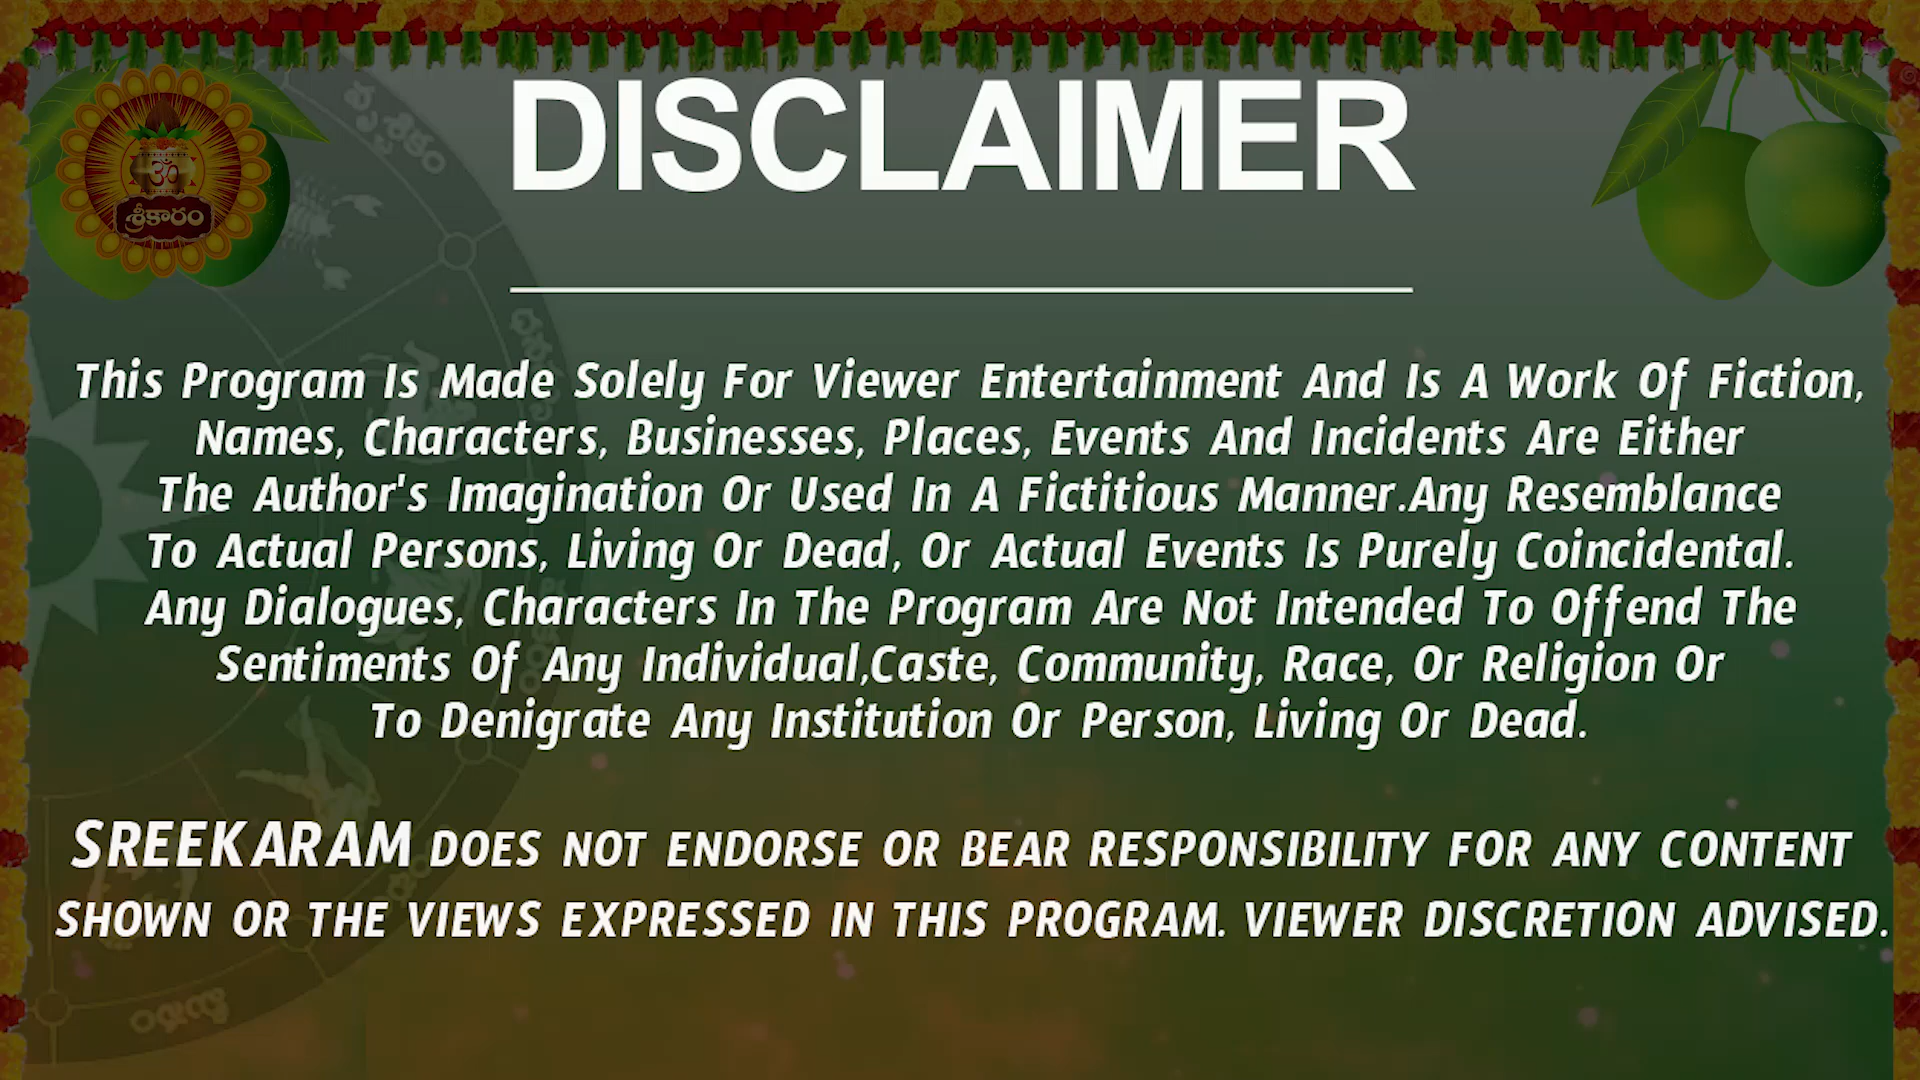 DISCLAIMER
శ్రీకారం
This Program Is Made Solely For Viewer Entertainment And Is A Work Of Fiction,
Names, Characters, Businesses, Places, Events And Incidents Are Either
The Author's Imagination Or Used In A Fictitious Manner.Any Resemblance
To Actual Persons, Living Or Dead, Or Actual Events Is Purely Coincidental.
Any Dialogues, Characters In The Program Are Not Intended To Offend The
Sentiments Of Any Individual,Caste, Community, Race, Or Religion Or
To Denigrate Any Institution Or Person, Living Or Dead.
SREEKARAM DOES NOT ENDORSE OR BEAR RESPONSIBILITY FOR ANY CONTENT
SHOWN OR THE VIEWS EXPRESSED IN THIS PROGRAM. VIEWER DISCRETION ADVISED.